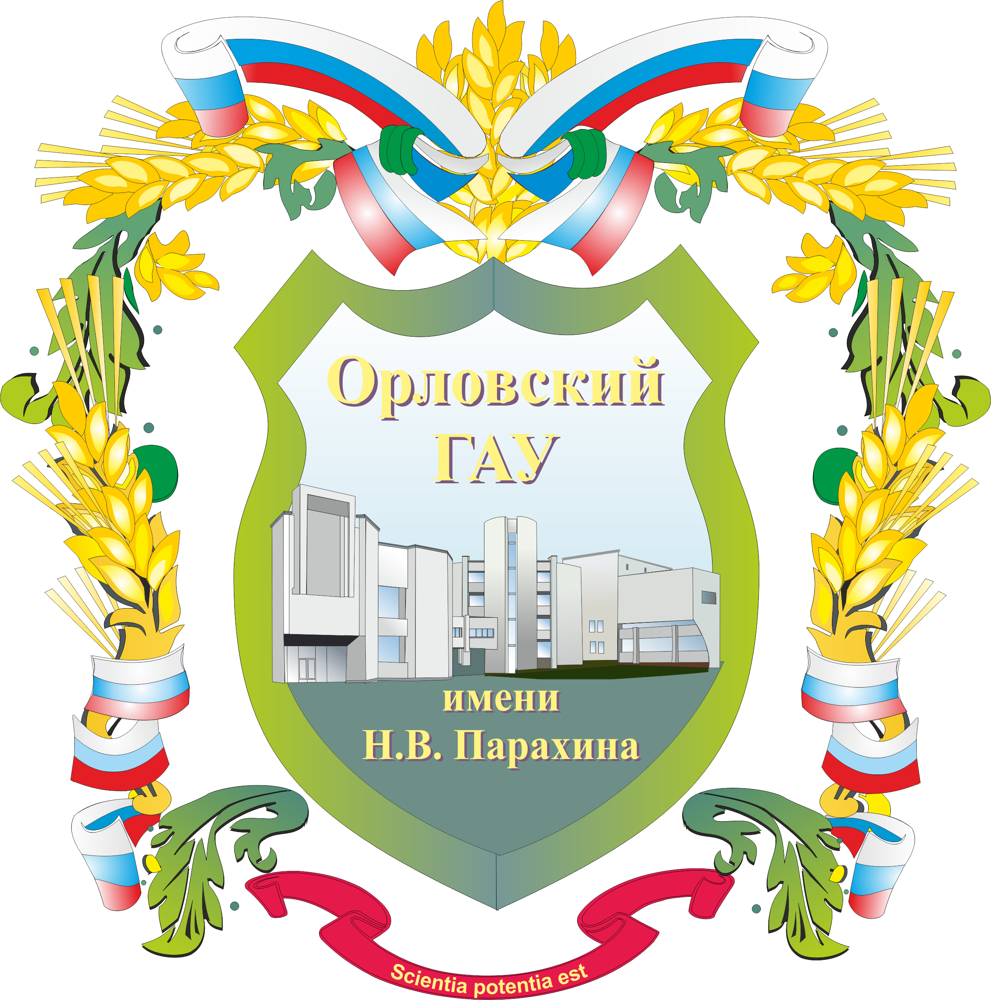 Орловский
ГАУ
имени
Н.В. Парахина
Scientia potentia est